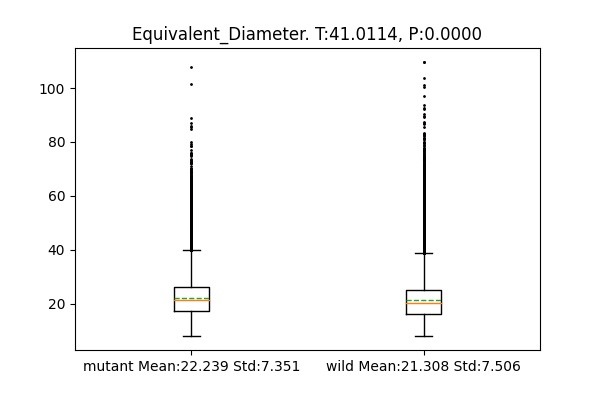 Equivalent_Diameter. T:41.0114, P:0.0000
100
80
60
40
20
mutant Mean:22.239 Std:7.351
wild Mean:21.308 Std:7.506